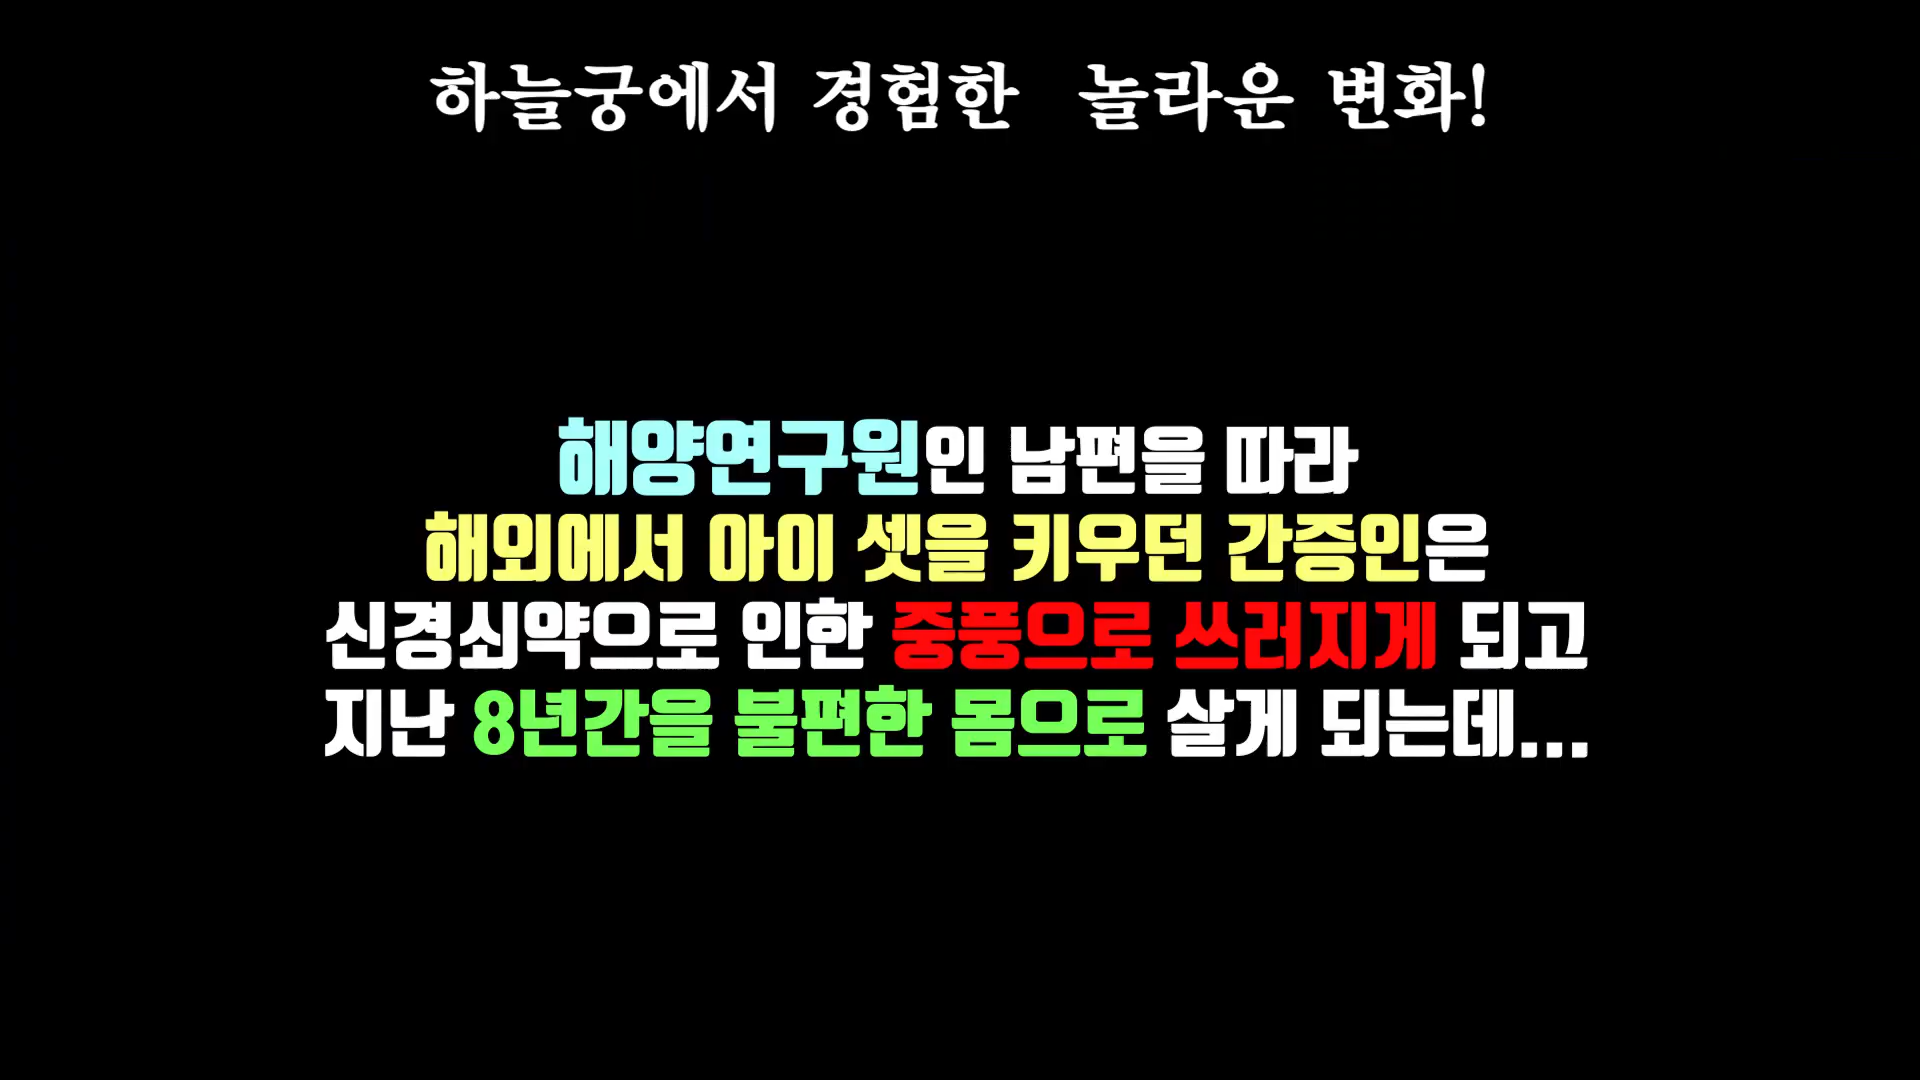 하늘궁에서 경험한 놀라운 변화!
해양연구원인 남편을 따라
해외에서 아이 셋을 키우던 간증인은
신경쇠약으로 인한 중풍으로 쓰러지게 되고
지난 8년간을 불편한 몸으로 살게 되는데...